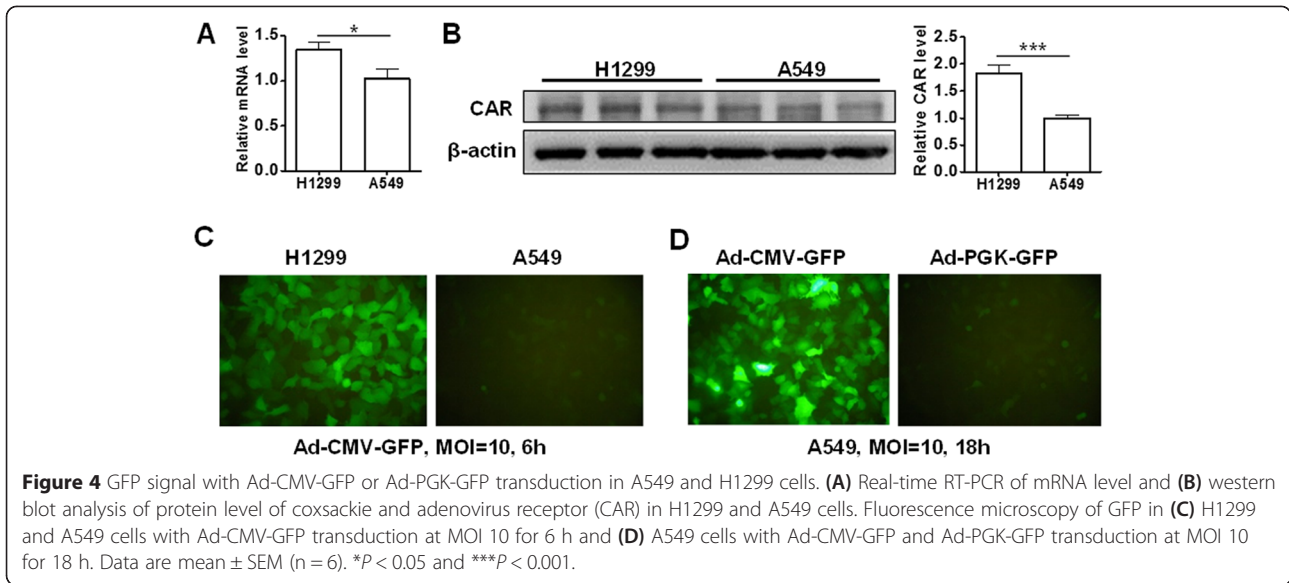 A
Relative mRNA level
1.5
1.0
0.5
0.0
*
H1299
A549
B
H1299
A549
CAR
β-actin
Relative CAR level
2.5
2.0
1.5
1.0
0.5
0.0
***
H1299
A549
C
H1299
A549
Ad-CMV-GFP, MOI=10, 6h
D
Ad-CMV-GFP
Ad-PGK-GFP
A549, MOI=10, 18h
Figure 4 GFP signal with Ad-CMV-GFP or Ad-PGK-GFP transduction in A549 and H1299 cells. (A) Real-time RT-PCR of mRNA level and (B) western
blot analysis of protein level of coxsackie and adenovirus receptor (CAR) in H1299 and A549 cells. Fluorescence microscopy of GFP in (C) H1299
and A549 cells with Ad-CMV-GFP transduction at MOI 10 for 6 h and (D) A549 cells with Ad-CMV-GFP and Ad-PGK-GFP transduction at MOI 10
for 18 h. Data are mean ± SEM (n = 6). *P < 0.05 and ***P < 0.001.